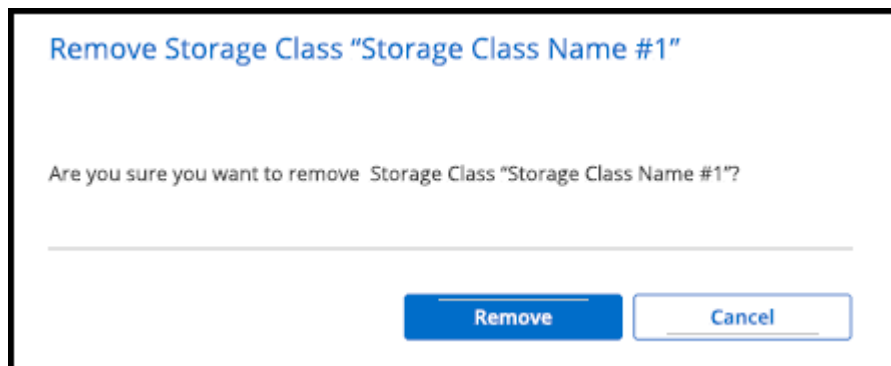 Remove Storage Class “Storage Class Name #1”
Are you sure you want to remove  Storage Class “Storage Class Name #1”?
Remove
Cancel